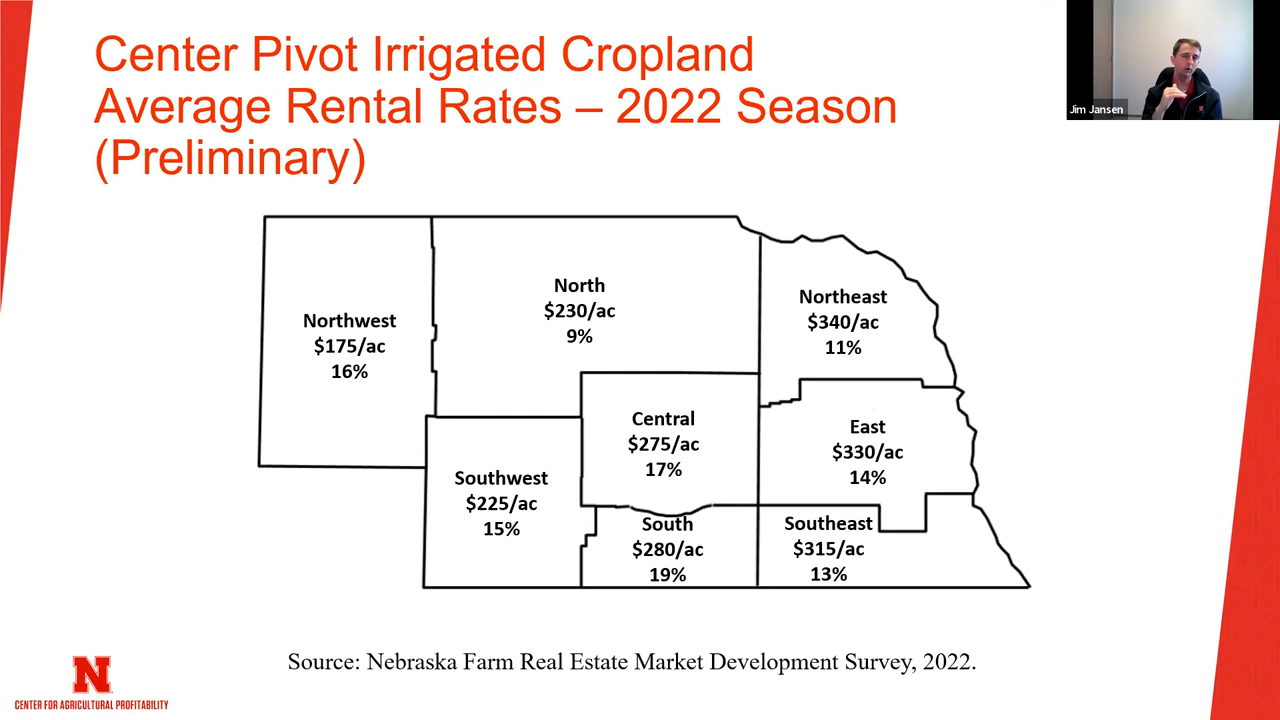 Center Pivot Irrigated Cropland
Average Rental Rates – 2022 Season
(Preliminary)
Jim Jansen
Northwest
$175/ac
16%
North
$230/ac
9%
Northeast
$340/ac
11%
Central
$275/ac
17%
East
$330/ac
14%
Southwest
$225/ac
15%
South
$280/ac
19%
Southeast
$315/ac
13%
Source: Nebraska Farm Real Estate Market Development Survey, 2022.
N
CENTER FOR AGRICULTURAL PROFITABILITY